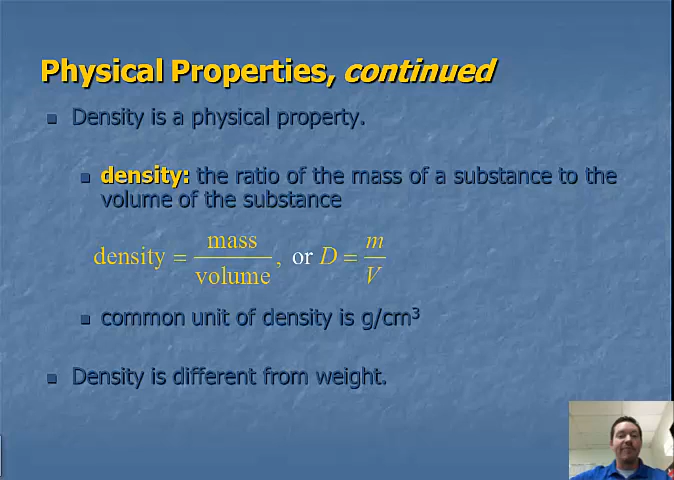 Physical Properties, continued
Density is a physical property.
density: the ratio of the mass of a substance to the
volume of the substance
density = mass / volume, or D = m / V
common unit of density is g/cm³
Density is different from weight.